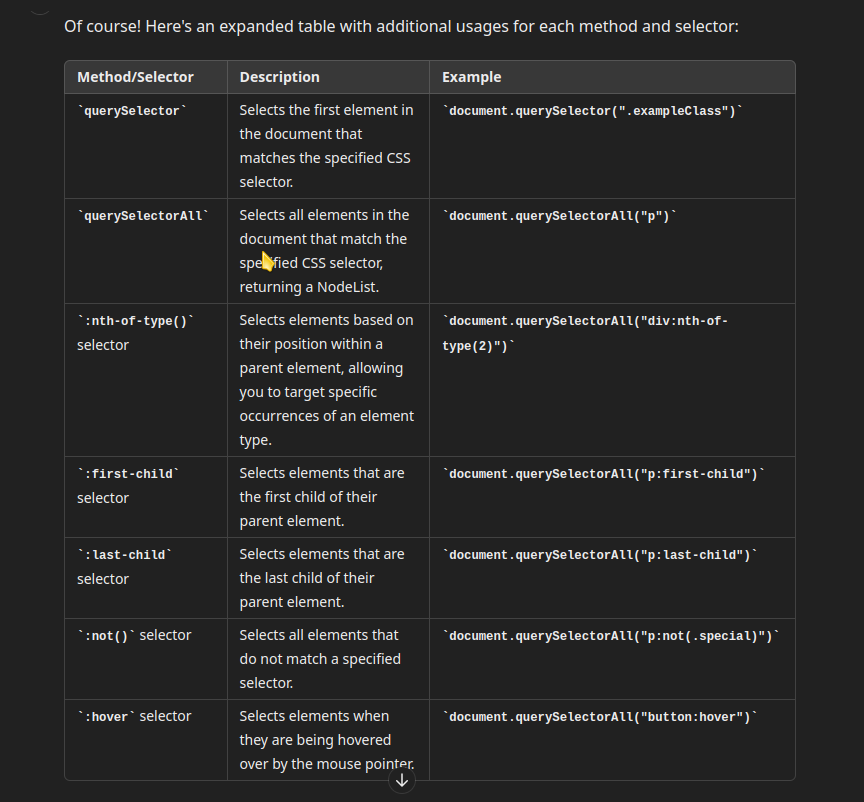 Of course! Here's an expanded table with additional usages for each method and selector:
Method/Selector Description Example
`querySelector` Selects the first element in `document.querySelector(".exampleClass")`
the document that
matches the specified CSS
selector.
`querySelectorAll` Selects all elements in the `document.querySelectorAll("p")`
document that match the
specified CSS selector,
returning a NodeList.
`:nth-of-type()` Selects elements based on `document.querySelectorAll("div:nth-of-
selector their position within a type(2)")`
parent element, allowing
you to target specific
occurrences of an element
type.
`:first-child` Selects elements that are `document.querySelectorAll("p:first-child")`
selector the first child of their
parent element.
`:last-child` Selects elements that are `document.querySelectorAll("p:last-child")`
selector the last child of their
parent element.
`:not()` selector Selects all elements that `document.querySelectorAll("p:not(.special)")`
do not match a specified
selector.
`:hover` selector Selects elements when `document.querySelectorAll("button:hover")`
they are being hovered
over by the mouse pointer.